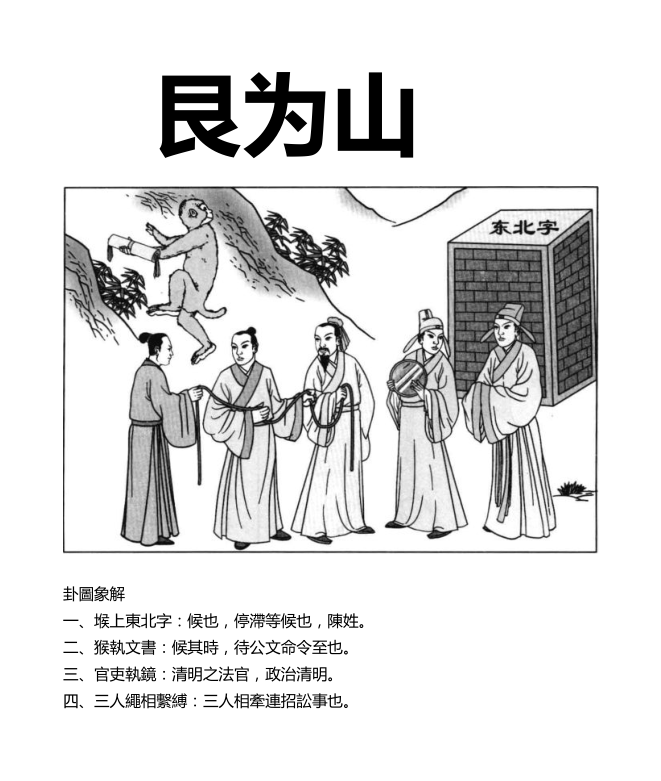 艮为山
东北字
卦圖象解
一、堠上東北字：候也，停滯等候也，陳姓。
二、猴執文書：候其時，待公文命令至也。
三、官吏執鏡：清明之法官，政治清明。
四、三人繩相繫縛：三人相牽連招訟事也。